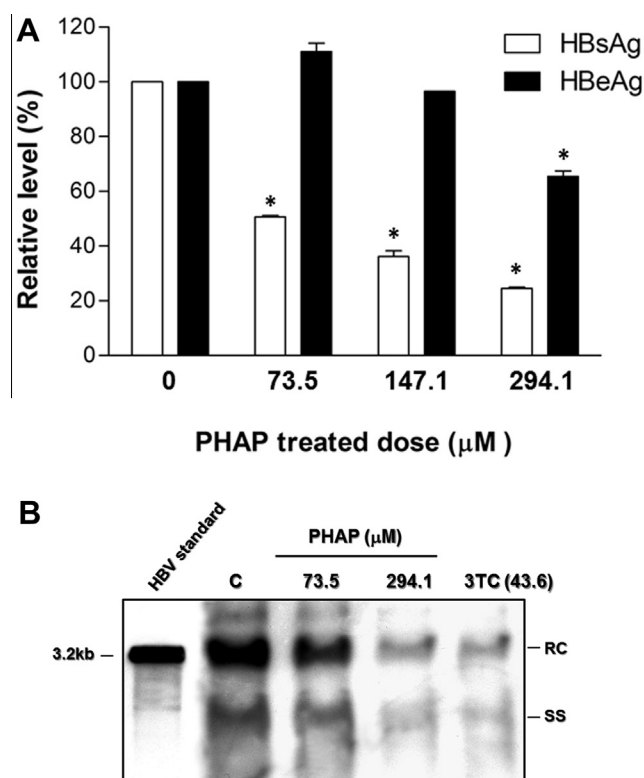 A
HBsAg
HBeAg
Relative level (%)
120
100
80
60
40
20
0
* * * *
0 73.5 147.1 294.1
PHAP treated dose (μM )
B
HBV standard
PHAP (μM)
C 73.5 294.1 3TC (43.6)
3.2kb
RC
SS